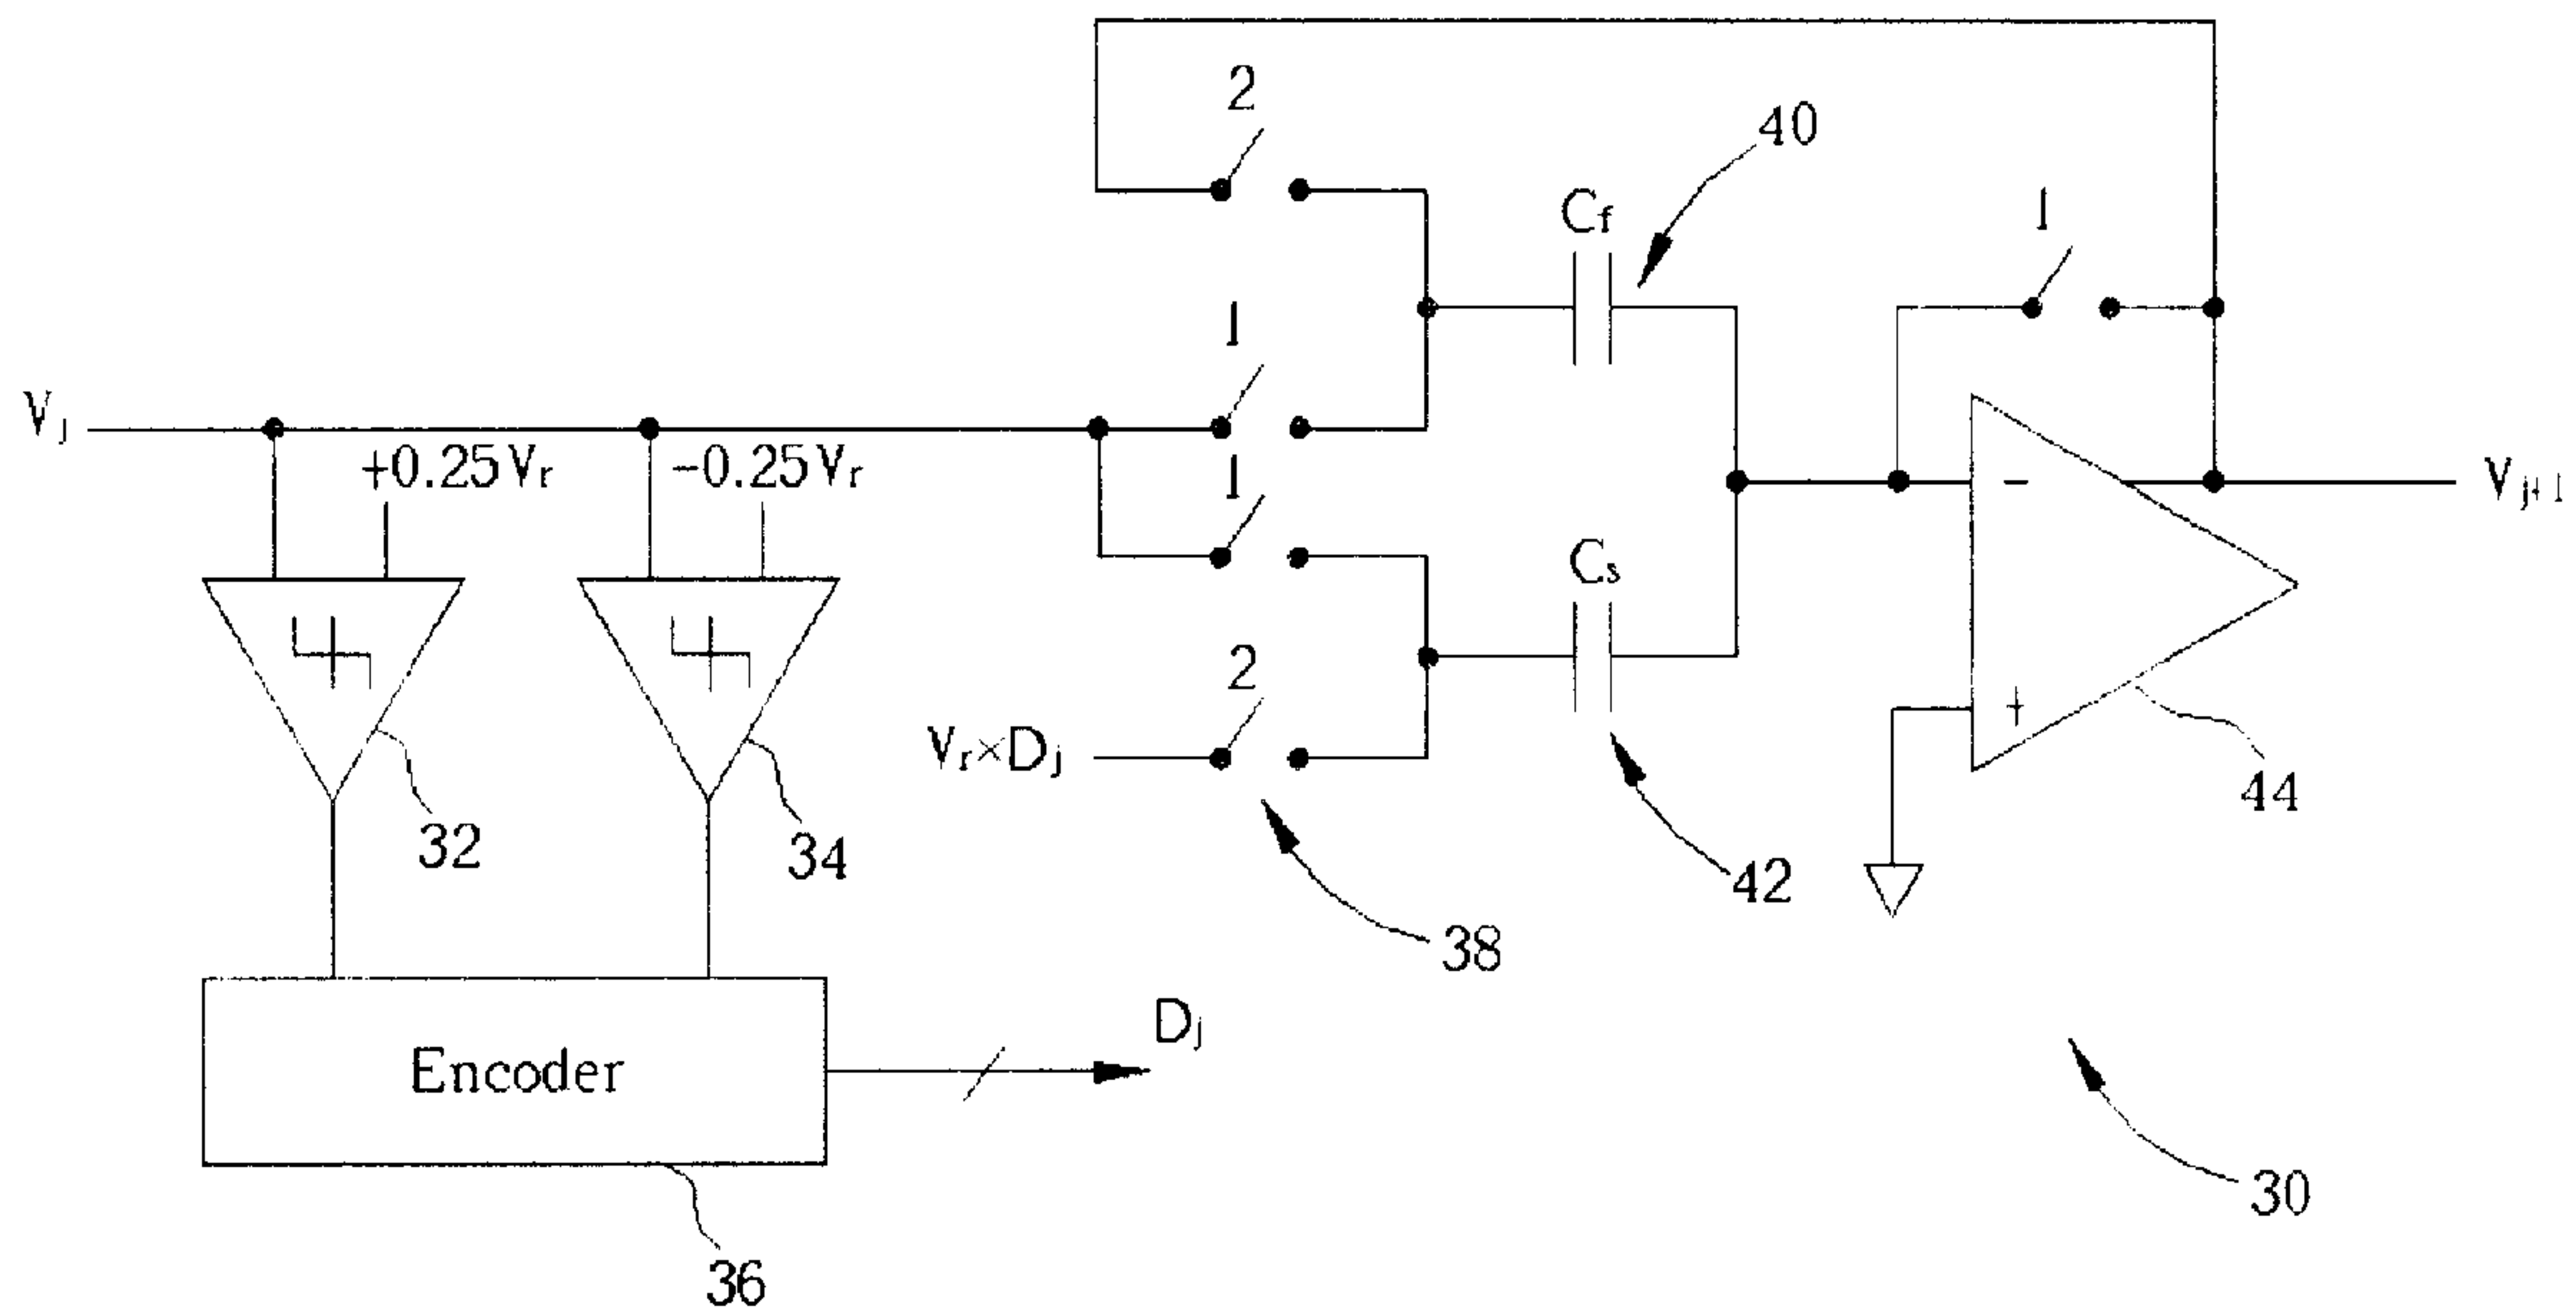 2
40
Cf
1
1
Vj
+0.25Vr
-0.25Vr
1
−
Vj+1
Cs
2
+
Vr×Dj
44
32
34
42
38
Dj
Encoder
30
36